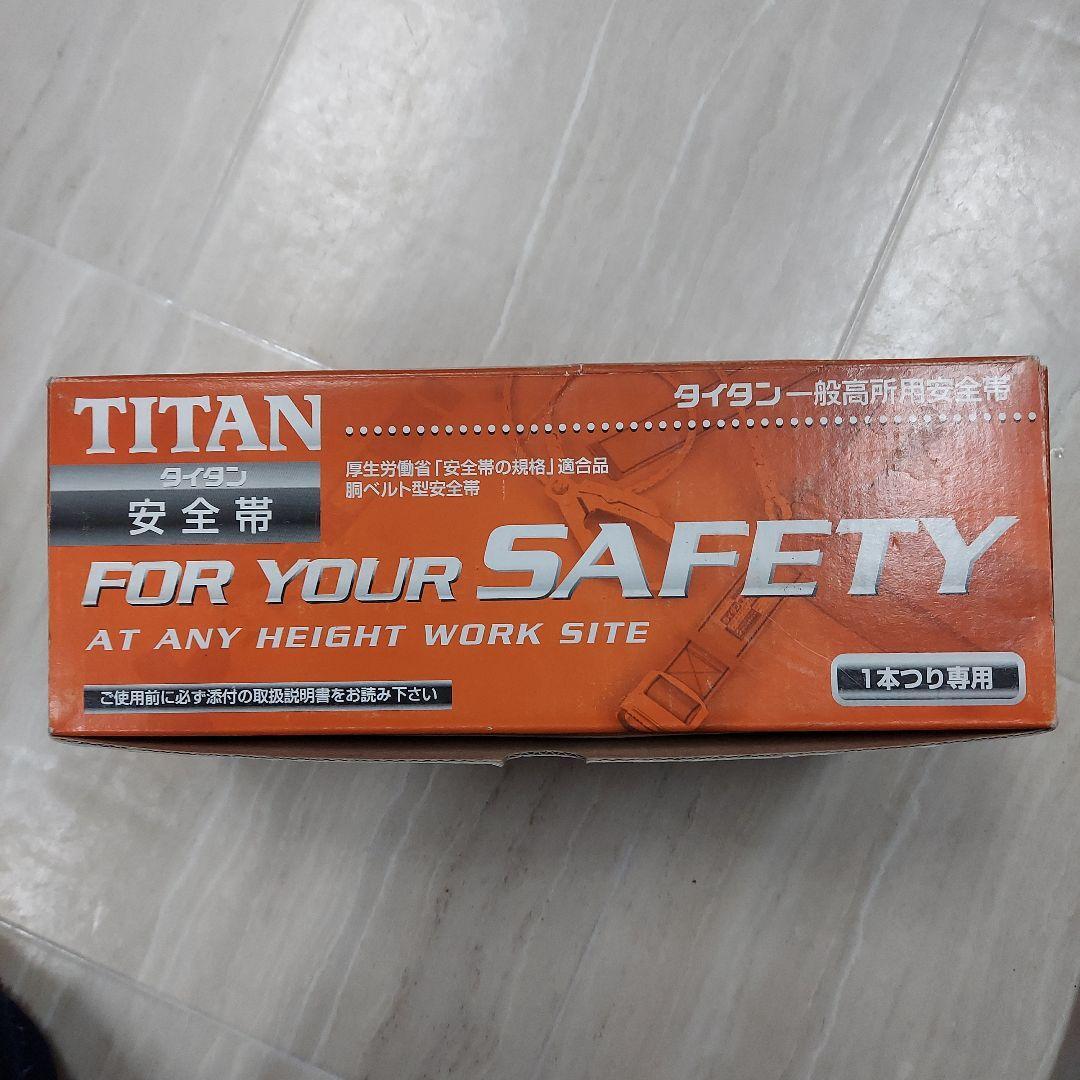 TITAN
タイタン
安全帯
タイタン一般高所用安全帯
厚生労働省「安全帯の規格」適合品
胴ベルト型安全帯
FOR YOUR SAFETY
AT ANY HEIGHT WORK SITE
ご使用前に必ず添付の取扱説明書をお読み下さい
1本つり専用